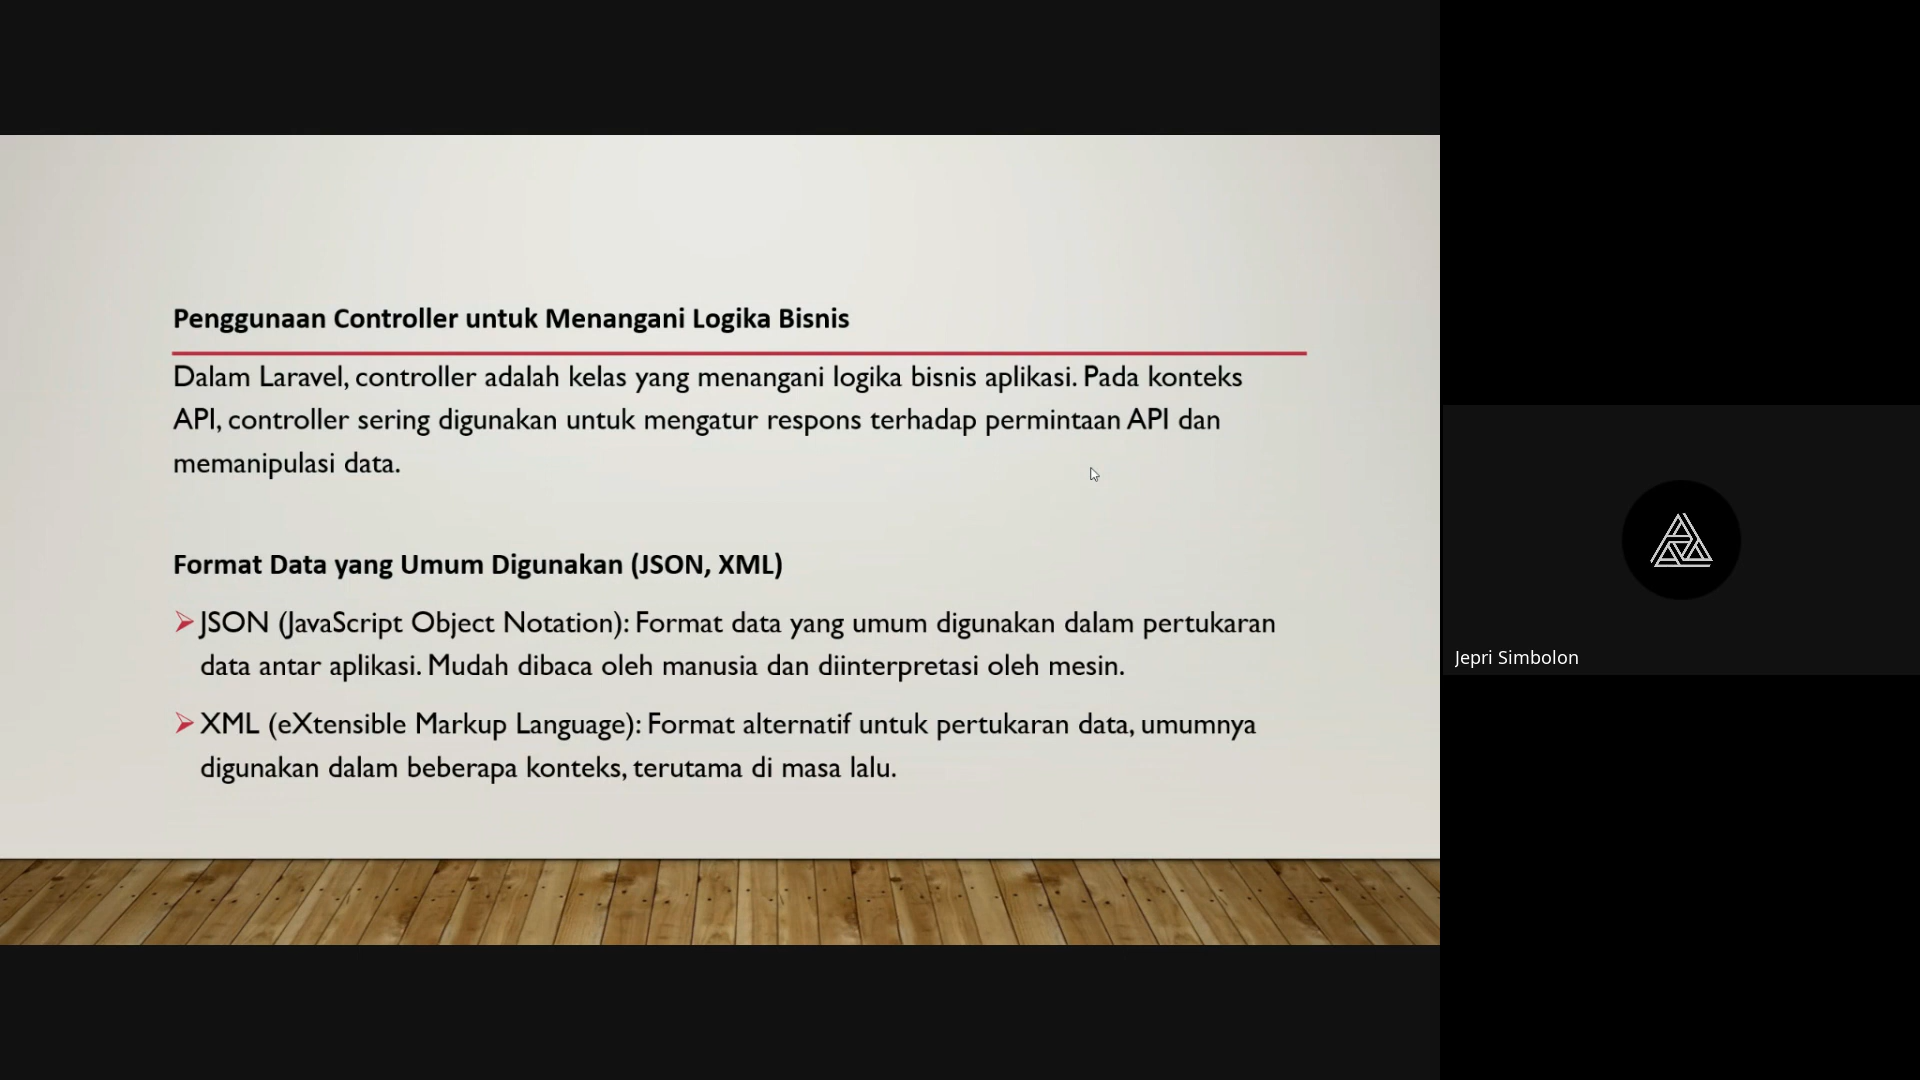 Penggunaan Controller untuk Menangani Logika Bisnis
Dalam Laravel, controller adalah kelas yang menangani logika bisnis aplikasi. Pada konteks
API, controller sering digunakan untuk mengatur respons terhadap permintaan API dan
memanipulasi data.
Format Data yang Umum Digunakan (JSON, XML)
JSON (JavaScript Object Notation): Format data yang umum digunakan dalam pertukaran
data antar aplikasi. Mudah dibaca oleh manusia dan diinterpretasi oleh mesin.
XML (eXtensible Markup Language): Format alternatif untuk pertukaran data, umumnya
digunakan dalam beberapa konteks, terutama di masa lalu.
Jepri Simbolon